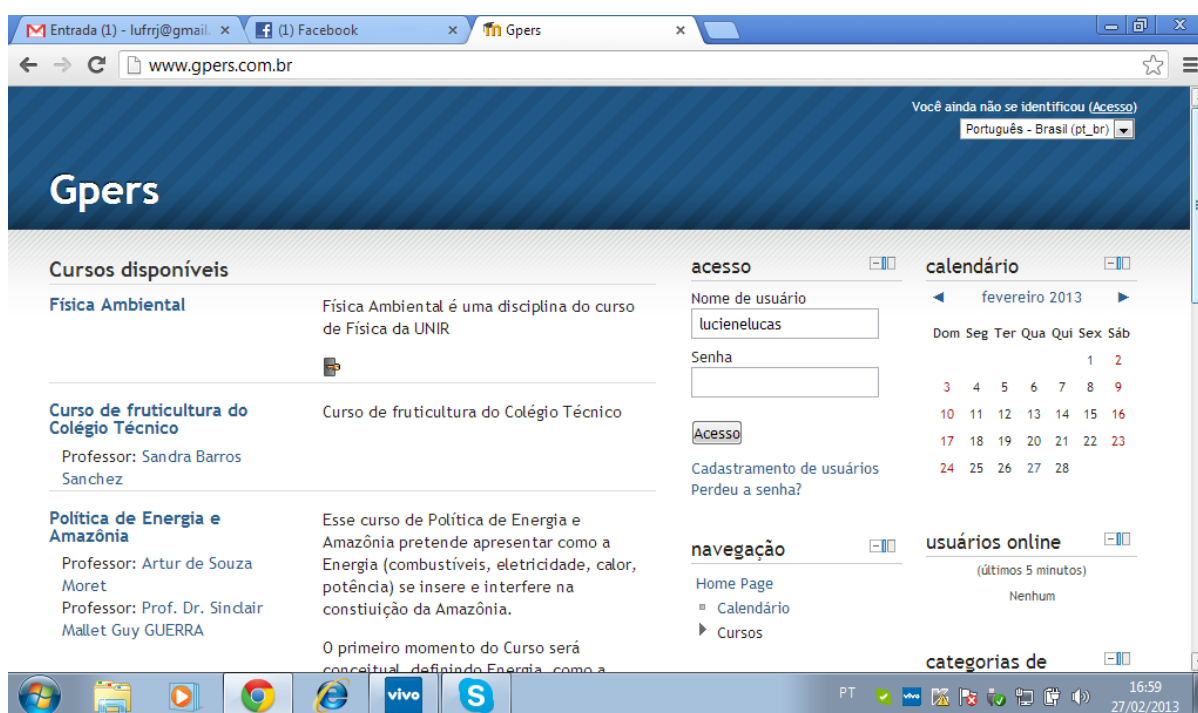 Entrada (1) - lufrrj@gmail.
(1) Facebook
Gpers
www.gpers.com.br
Você ainda não se identificou (Acesso)
Português - Brasil (pt_br)
Gpers
Cursos disponíveis
Física Ambiental
Física Ambiental é uma disciplina do curso
de Física da UNIR
Curso de fruticultura do
Colégio Técnico
Curso de fruticultura do Colégio Técnico
Professor: Sandra Barros
Sanchez
Política de Energia e
Amazônia
Professor: Artur de Souza
Moret
Professor: Prof. Dr. Sinclair
Mallet Guy GUERRA
Esse curso de Política de Energia e
Amazônia pretende apresentar como a
Energia (combustíveis, eletricidade, calor,
potência) se insere e interfere na
constiuição da Amazônia.
O primeiro momento do Curso será
conceitual, definindo Energia, como a
acesso
Nome de usuário
lucienelucas
Senha
Acesso
Cadastramento de usuários
Perdeu a senha?
navegação
Home Page
Calendário
Cursos
calendário
fevereiro 2013
Dom Seg Ter Qua Qui Sex Sáb
1 2
3 4 5 6 7 8 9
10 11 12 13 14 15 16
17 18 19 20 21 22 23
24 25 26 27 28
usuários online
(últimos 5 minutos)
Nenhum
categorias de
vivo
PT
vivo
16:59
27/02/2013